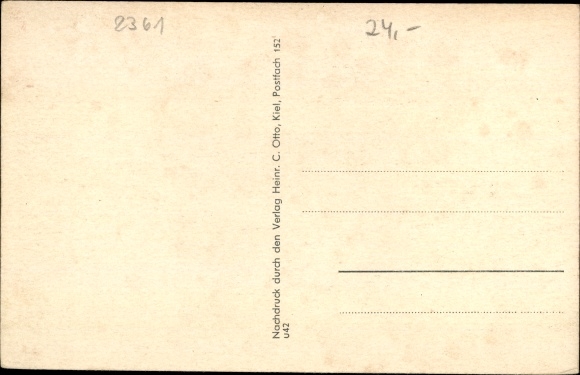 2361
24,-
Nachdruck durch den Verlag Heinr. C. Otto, Kiel, Postfach 152
U42